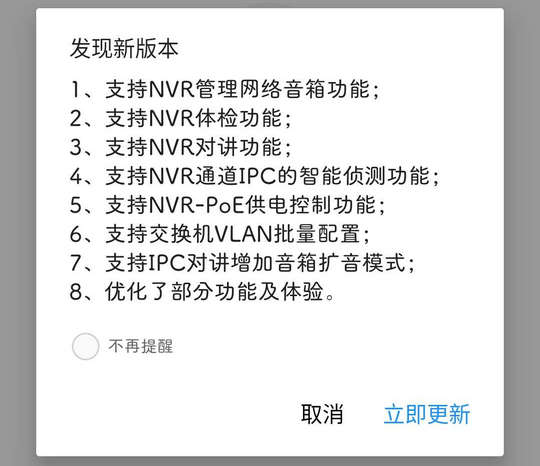 发现新版本
1、支持NVR管理网络音箱功能；
2、支持NVR体检功能；
3、支持NVR对讲功能；
4、支持NVR通道IPC的智能侦测功能；
5、支持NVR-PoE供电控制功能；
6、支持交换机VLAN批量配置；
7、支持IPC对讲增加音箱扩音模式；
8、优化了部分功能及体验。
不再提醒
取消 立即更新